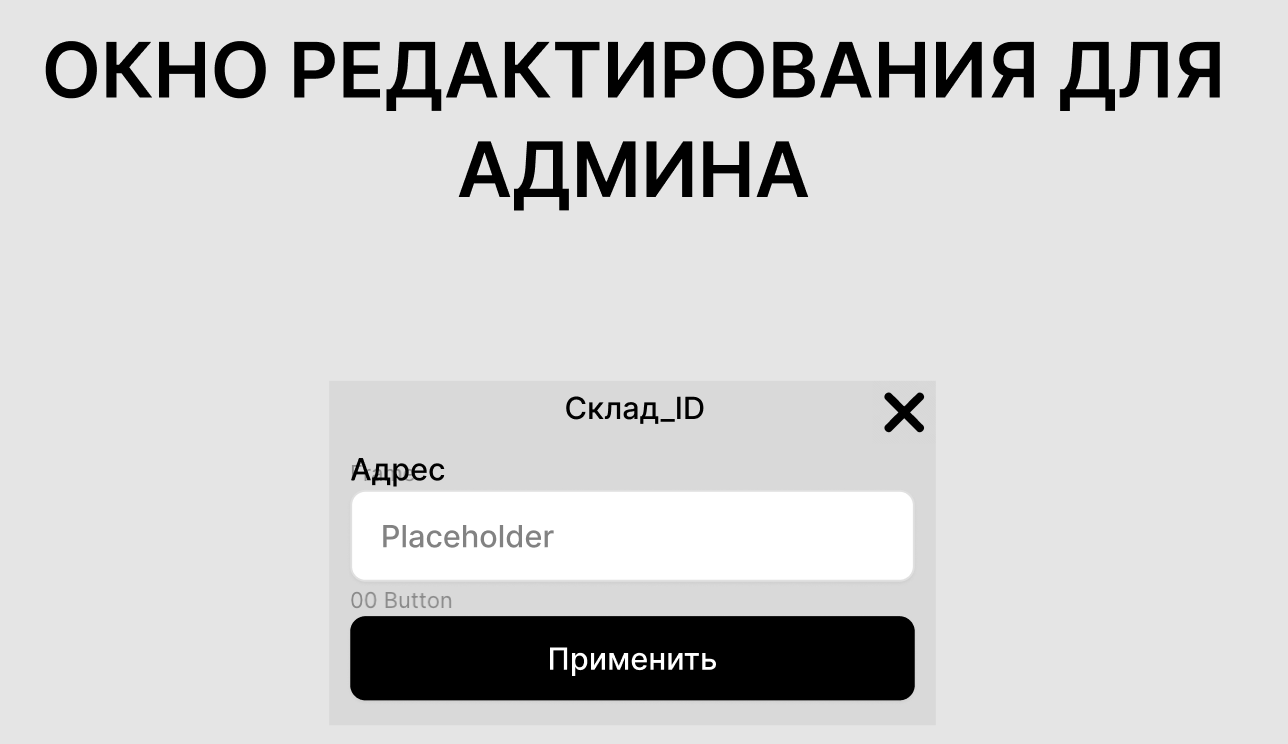 ОКНО РЕДАКТИРОВАНИЯ ДЛЯ
АДМИНА
Склад_ID
Адрес
Placeholder
00 Button
Применить